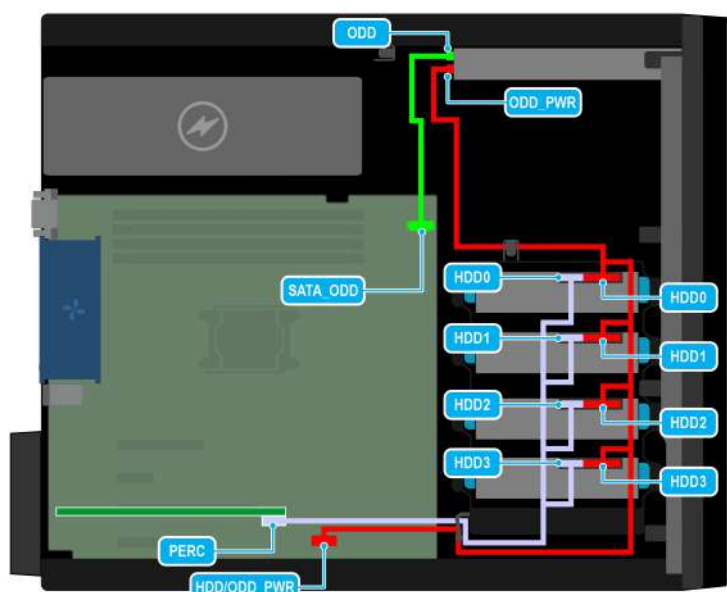 ODD
ODD_PWR
SATA_ODD
HDD0
HDD0
HDD1
HDD1
HDD2
HDD2
HDD3
HDD3
PERC
HDD/ODD_PWR